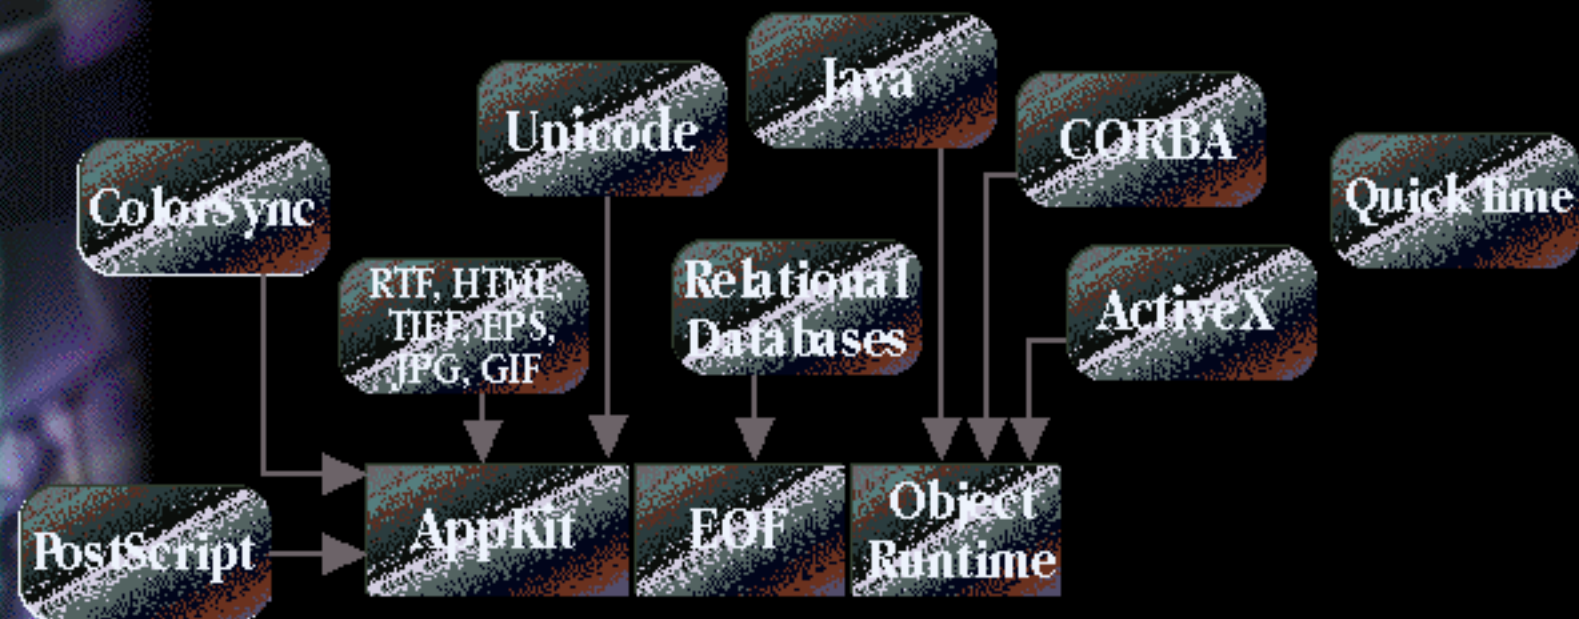 Java
Unicode
CORBA
QuickTime
ColorSync
RTF, HTML,
TIFF, EPS,
JPG, GIF
Relational
Databases
ActiveX
PostScript
AppKit
EOF
Object
Runtime